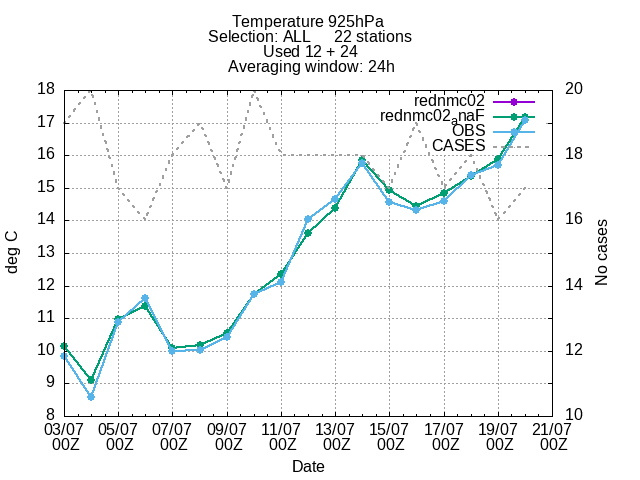 Temperature 925hPa
Selection: ALL 22 stations
Used 12 + 24
Averaging window: 24h
rednmc02
rednmc02_anaF
OBS
CASES
18
17
16
15
14
13
12
11
10
9
8
20
18
16
14
12
10
deg C
No cases
03/07 05/07 07/07 09/07 11/07 13/07 15/07 17/07 19/07 21/07
00Z 00Z 00Z 00Z 00Z 00Z 00Z 00Z 00Z 00Z
Date